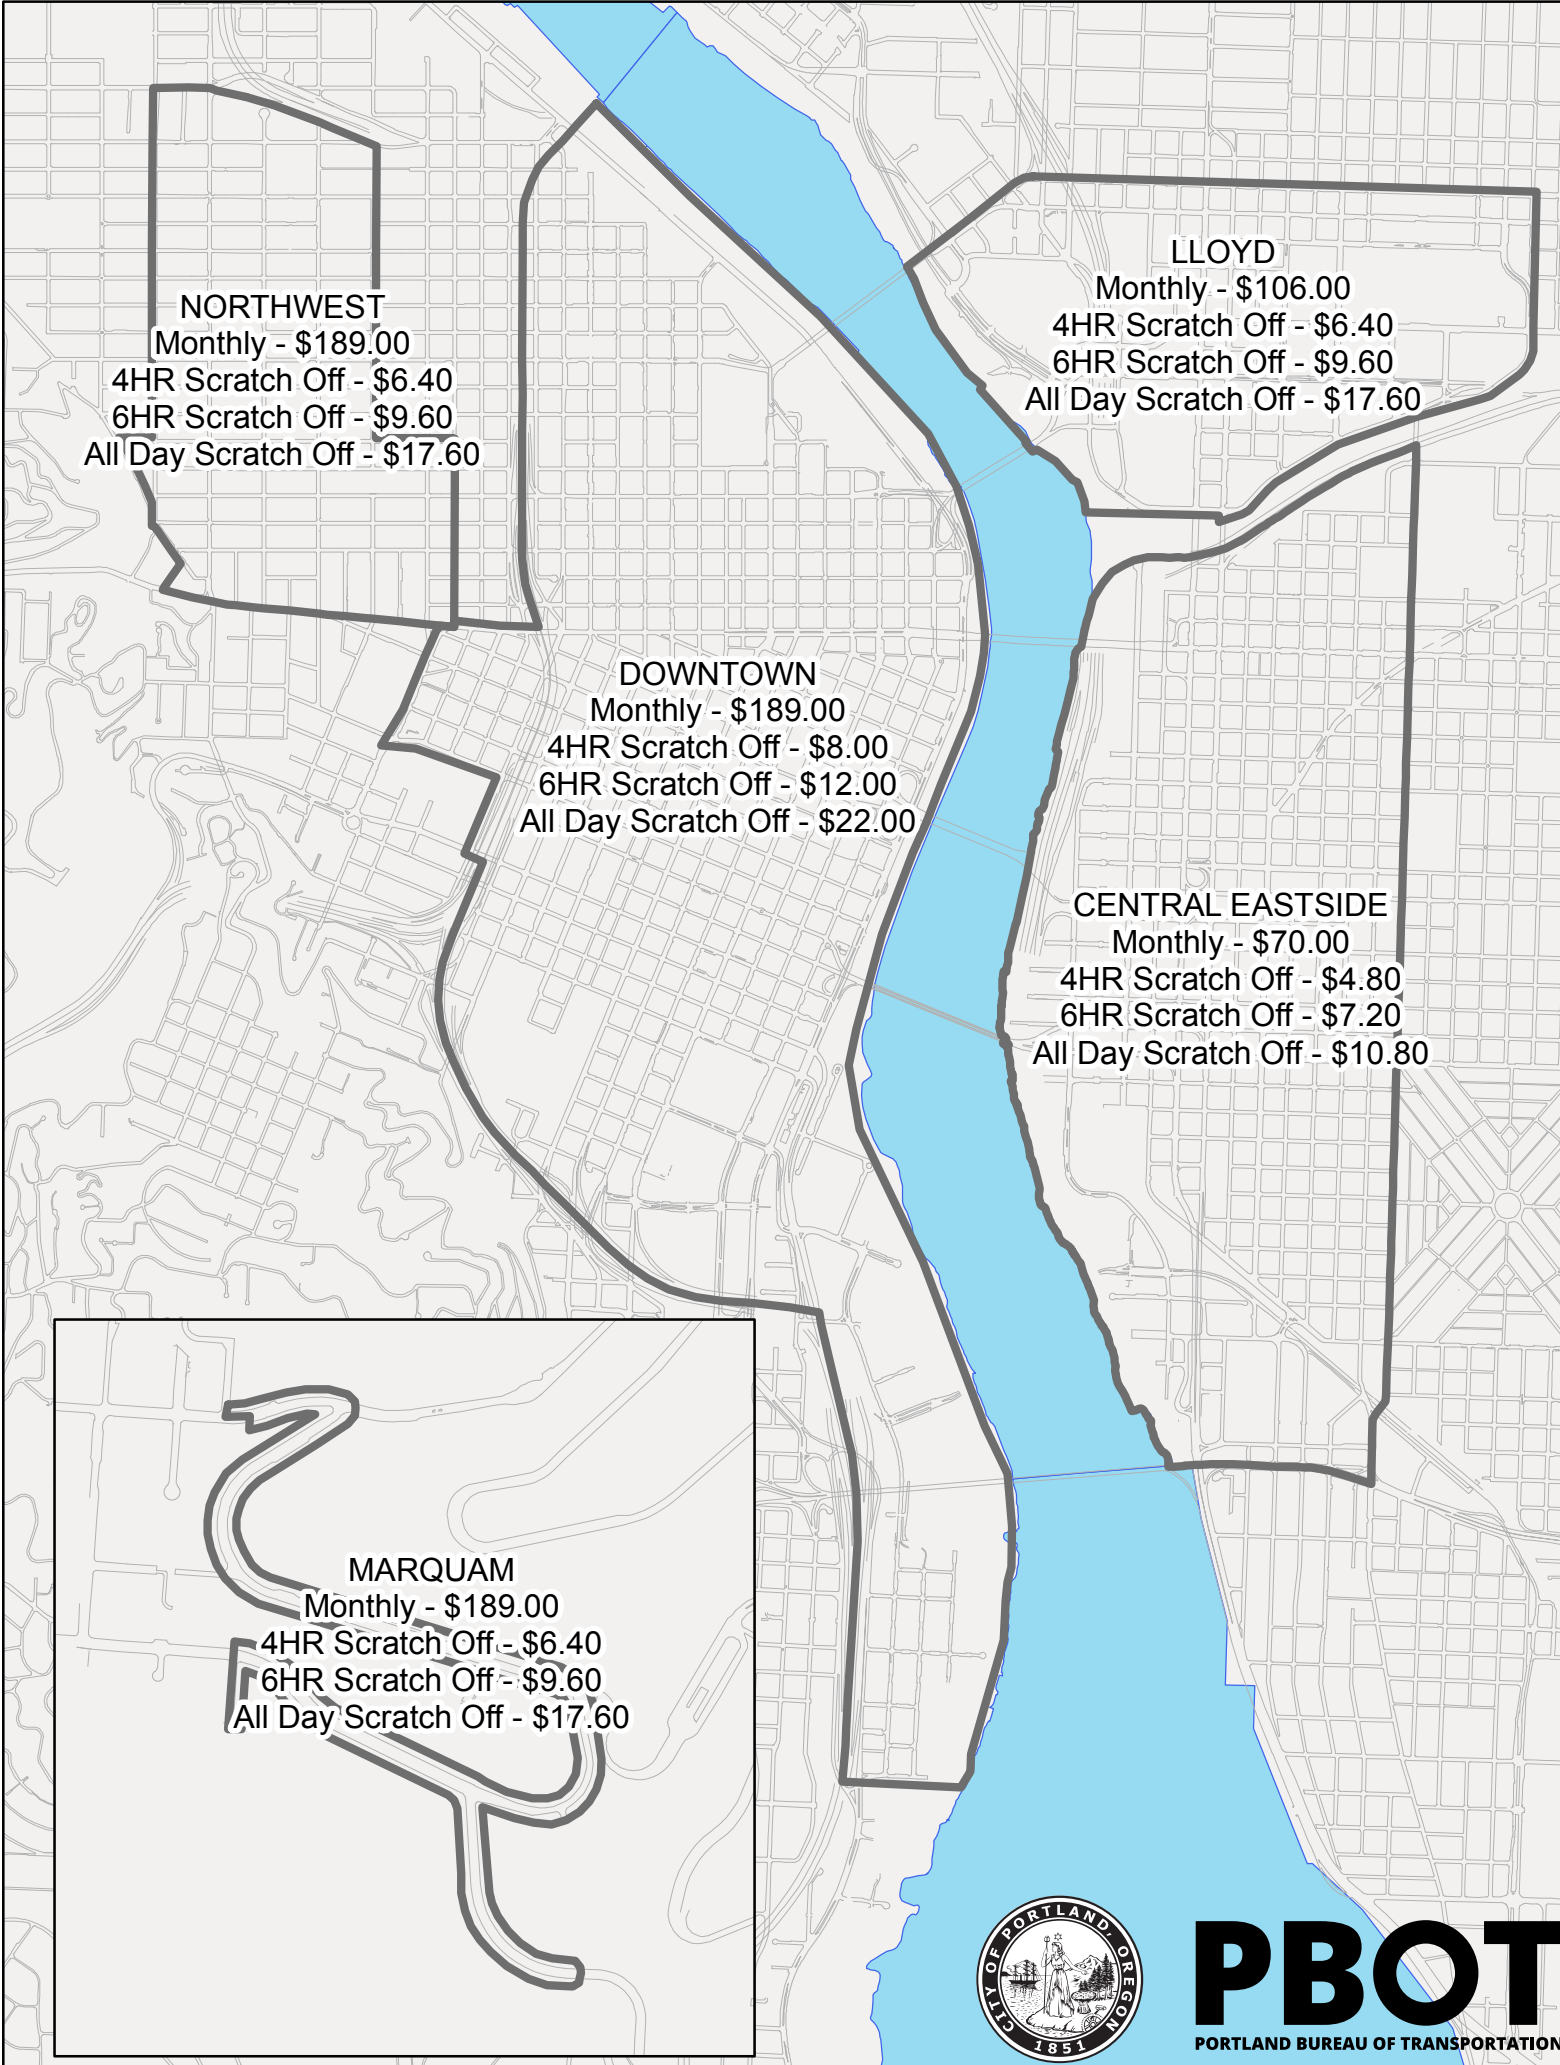 NORTHWEST
Monthly - $189.00
4HR Scratch Off - $6.40
6HR Scratch Off - $9.60
All Day Scratch Off - $17.60
LLOYD
Monthly - $106.00
4HR Scratch Off - $6.40
6HR Scratch Off - $9.60
All Day Scratch Off - $17.60
DOWNTOWN
Monthly - $189.00
4HR Scratch Off - $8.00
6HR Scratch Off - $12.00
All Day Scratch Off - $22.00
CENTRAL EASTSIDE
Monthly - $70.00
4HR Scratch Off - $4.80
6HR Scratch Off - $7.20
All Day Scratch Off - $10.80
MARQUAM
Monthly - $189.00
4HR Scratch Off - $6.40
6HR Scratch Off - $9.60
All Day Scratch Off - $17.60
CITY OF PORTLAND, OREGON
1851
PBOT
PORTLAND BUREAU OF TRANSPORTATION